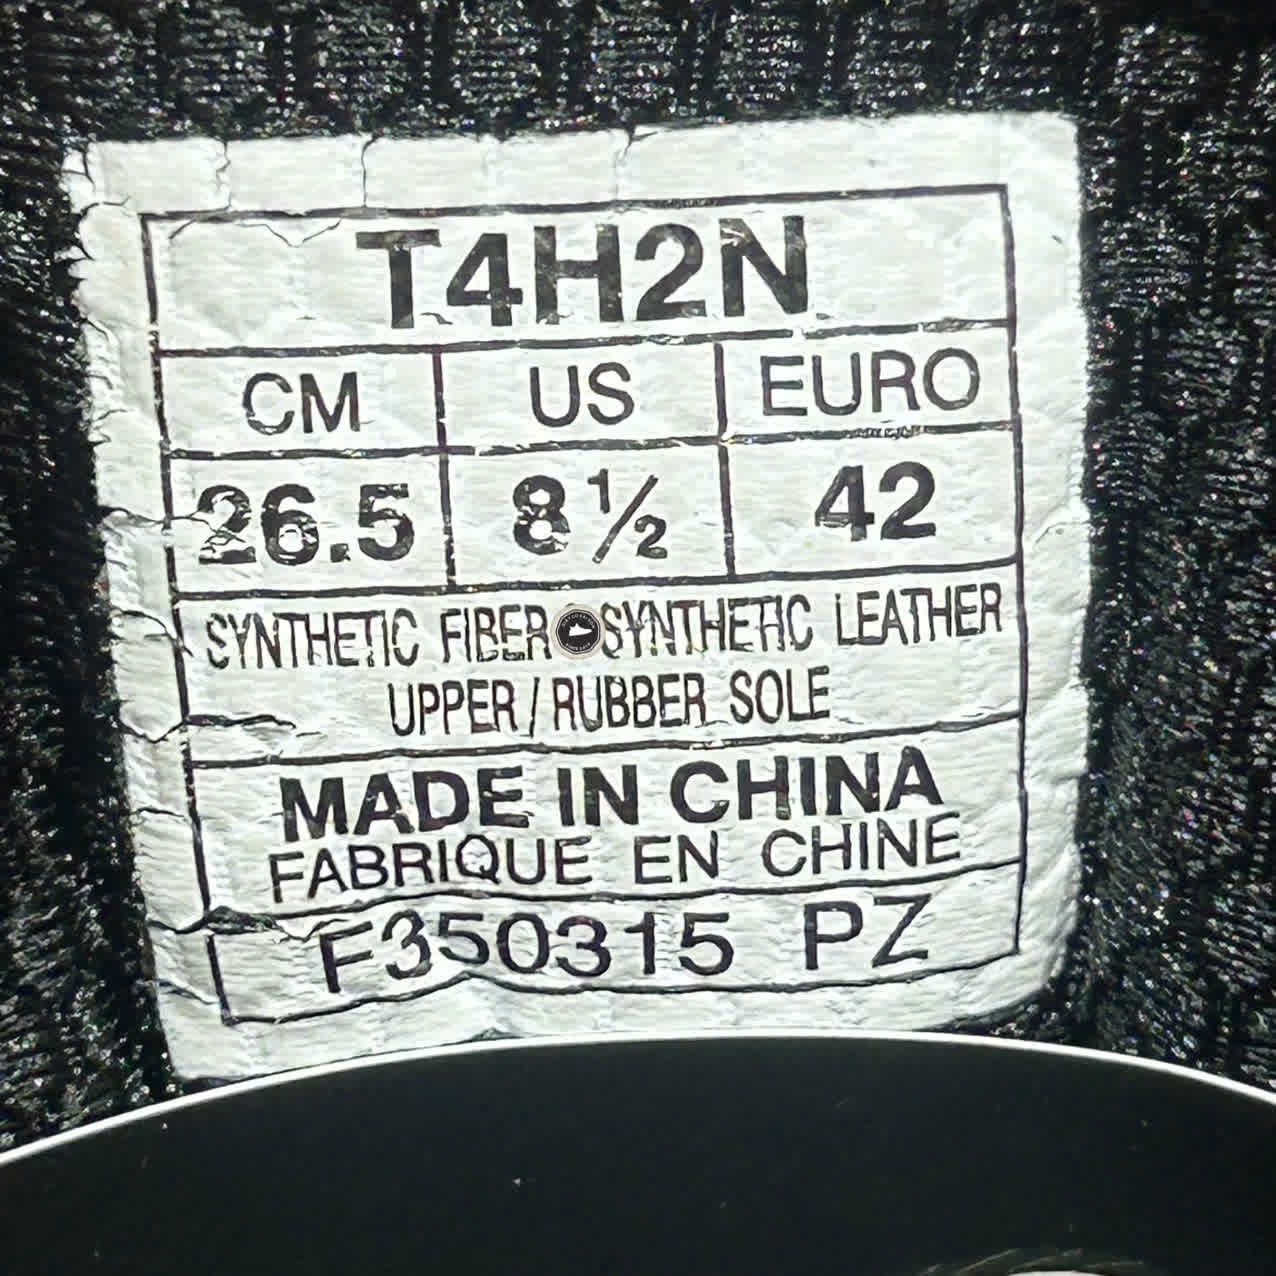 T4H2N
CM US EURO
26.5 8½ 42
SYNTHETIC FIBER SYNTHETIC LEATHER
UPPER / RUBBER SOLE
MADE IN CHINA
FABRIQUE EN CHINE
F350315 PZ